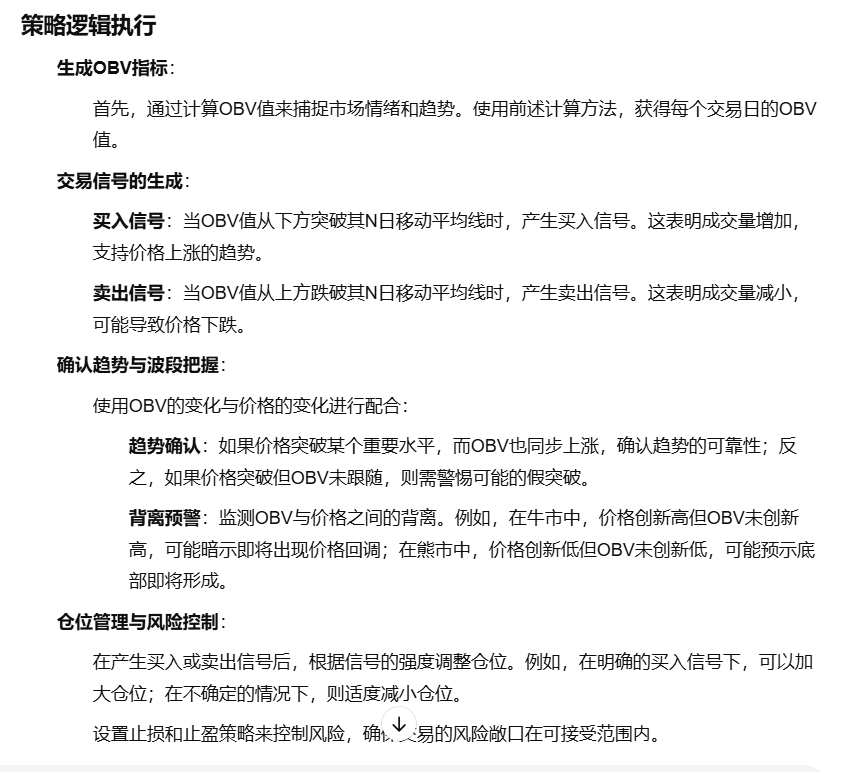 策略逻辑执行
生成OBV指标：
首先，通过计算OBV值来捕捉市场情绪和趋势。使用前述计算方法，获得每个交易日的OBV
值。
交易信号的生成：
买入信号：当OBV值从下方突破其N日移动平均线时，产生买入信号。这表明成交量增加，
支持价格上涨的趋势。
卖出信号：当OBV值从上方跌破其N日移动平均线时，产生卖出信号。这表明成交量减小，
可能导致价格下跌。
确认趋势与波段把握：
使用OBV的变化与价格的变化进行配合：
趋势确认：如果价格突破某个重要水平，而OBV也同步上涨，确认趋势的可靠性；反
之，如果价格突破但OBV未跟随，则需警惕可能的假突破。
背离预警：监测OBV与价格之间的背离。例如，在牛市中，价格创新高但OBV未创新
高，可能暗示即将出现价格回调；在熊市中，价格创新低但OBV未创新低，可能预示底
部即将形成。
仓位管理与风险控制：
在产生买入或卖出信号后，根据信号的强度调整仓位。例如，在明确的买入信号下，可以加
大仓位；在不确定的情况下，则适度减小仓位。
设置止损和止盈策略来控制风险，确易的风险敞口在可接受范围内。